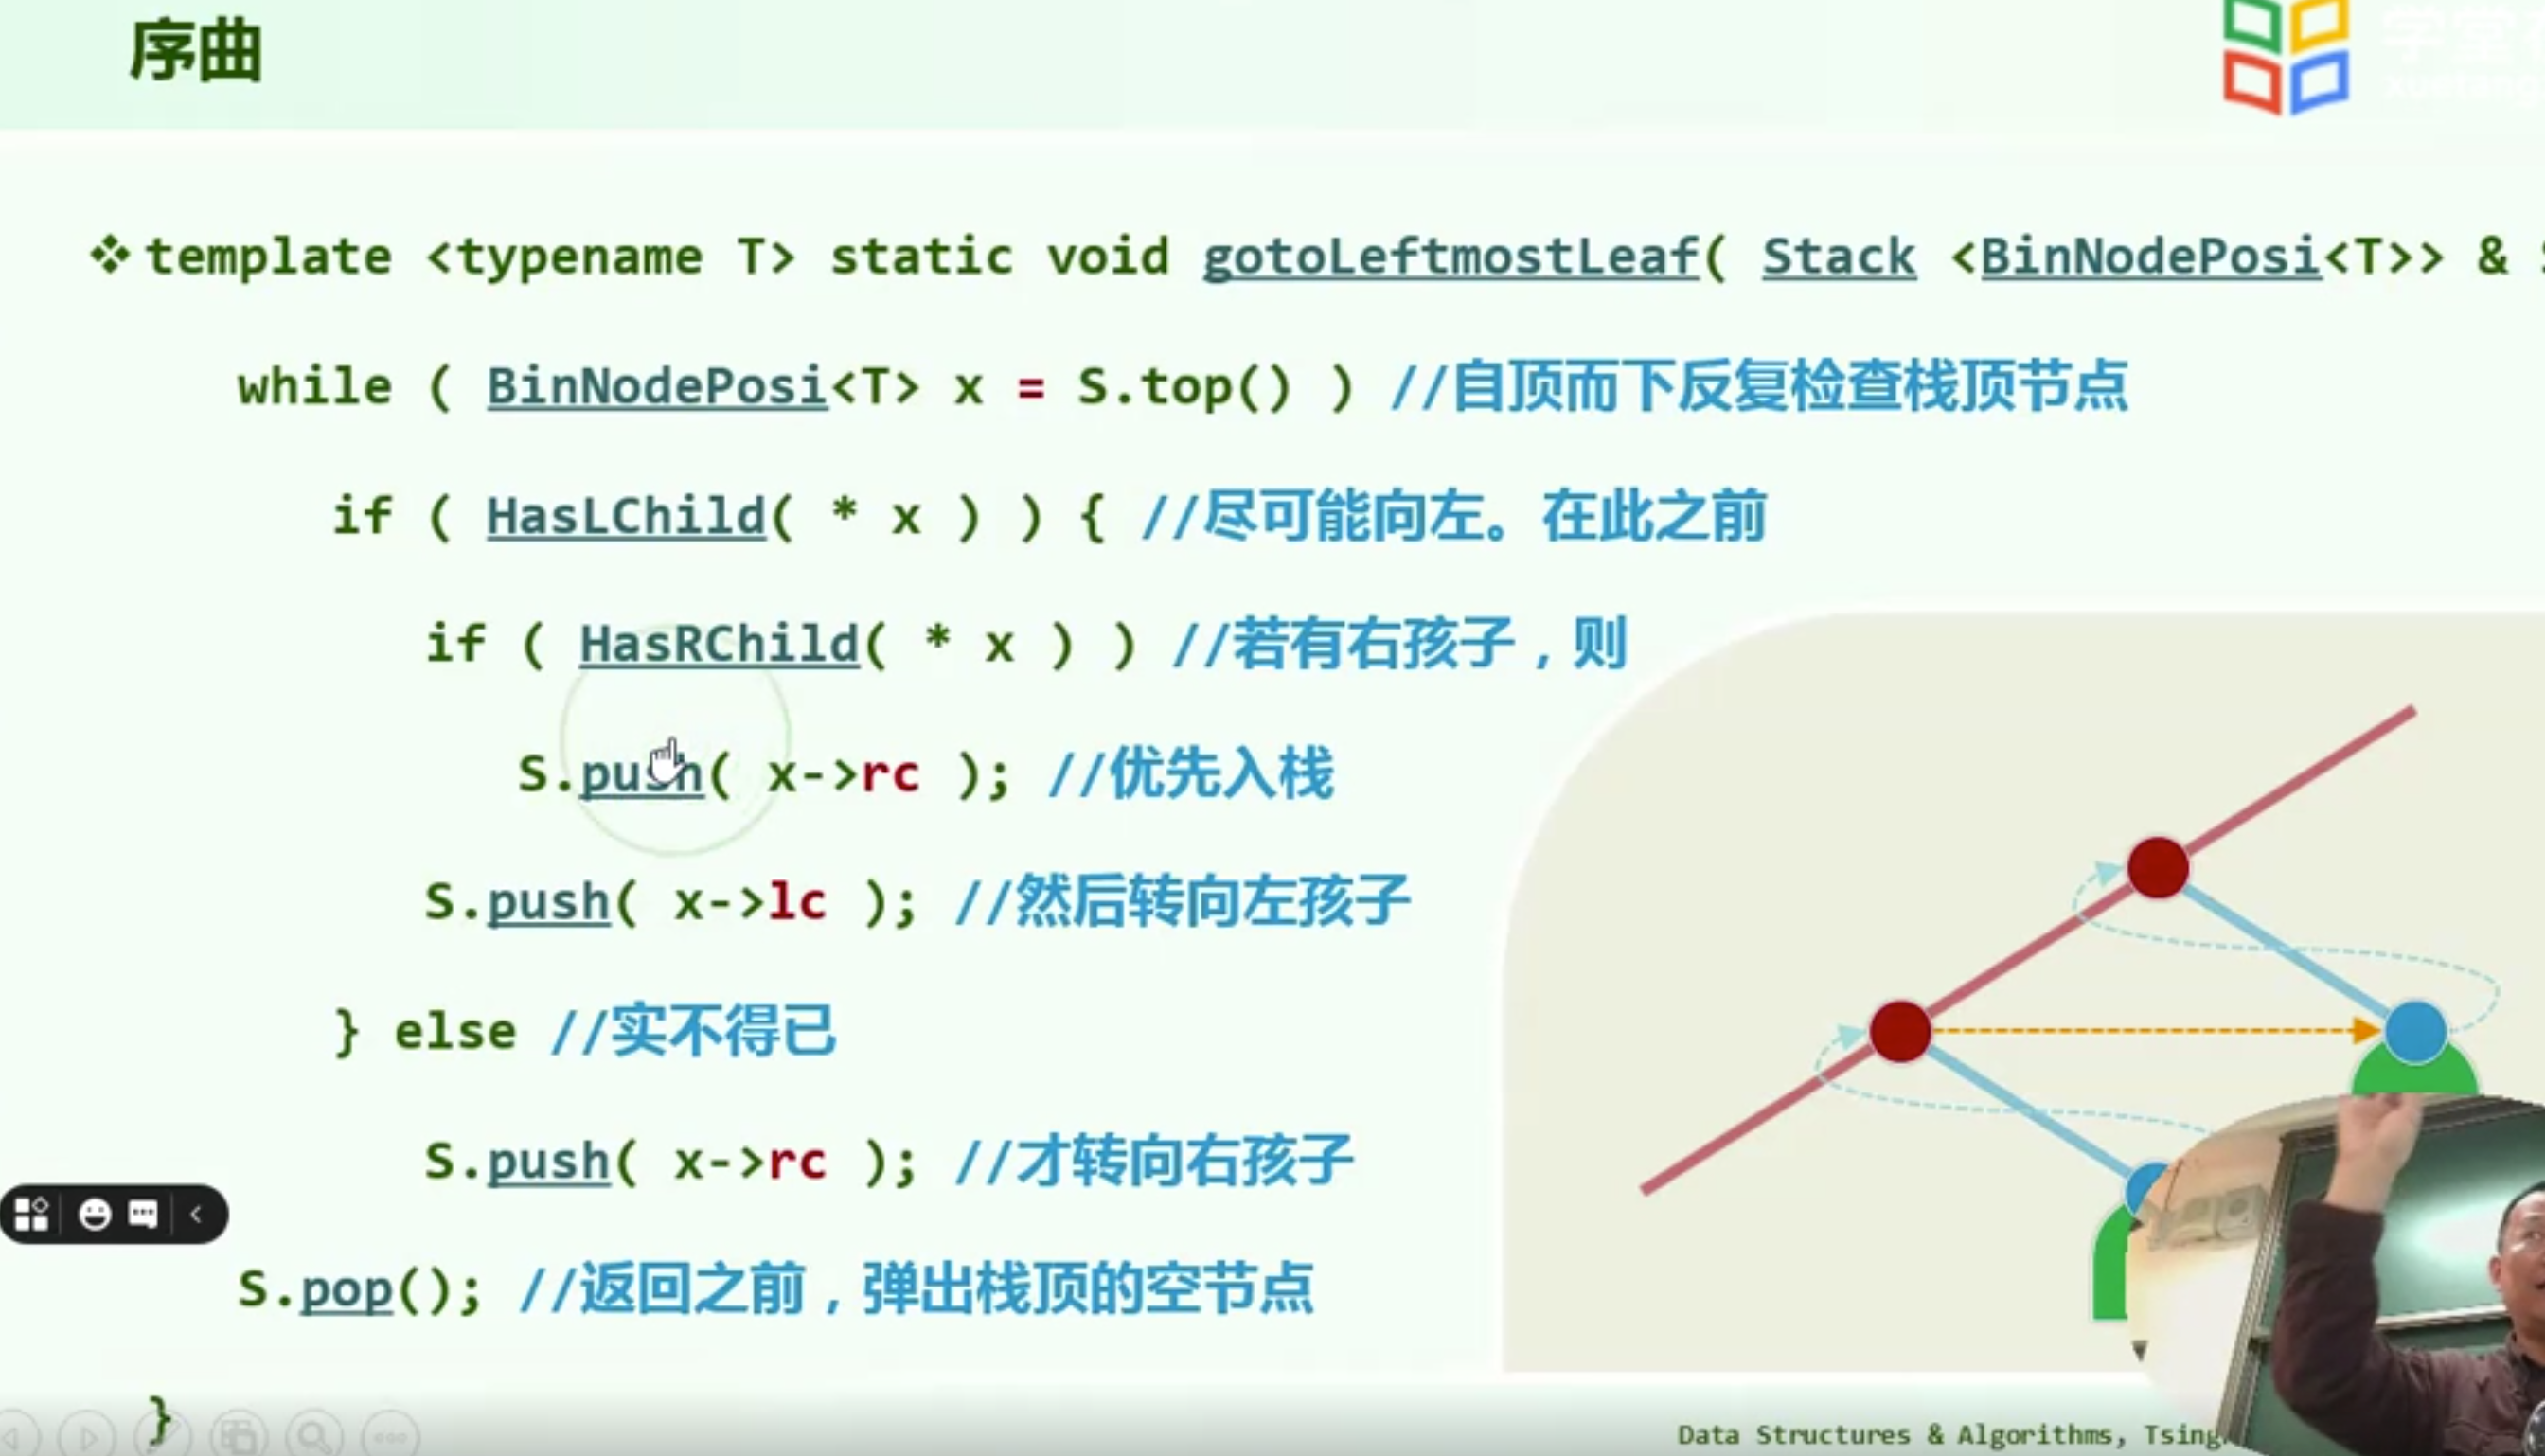 序曲
template <typename T> static void gotoLeftmostLeaf( Stack <BinNodePosi<T>> &
while ( BinNodePosi<T> x = S.top() ) //自顶而下反复检查栈顶节点
if ( HasLChild( * x ) ) { //尽可能向左。在此之前
if ( HasRChild( * x ) ) //若有右孩子，则
S.push( x->rc ); //优先入栈
S.push( x->lc ); //然后转向左孩子
} else //实不得已
S.push( x->rc ); //才转向右孩子
S.pop(); //返回之前，弹出栈顶的空节点
}
Data Structures & Algorithms,